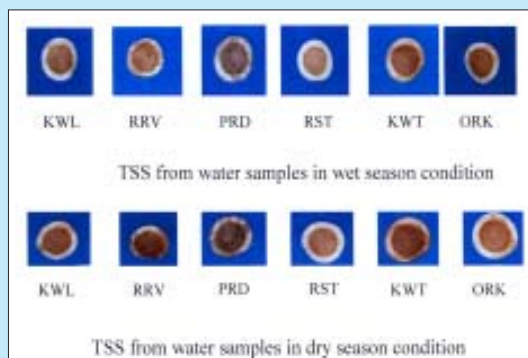 KWL RRV PRD RST KWT ORK
TSS from water samples in wet season condition
KWL RRV PRD RST KWT ORK
TSS from water samples in dry season condition